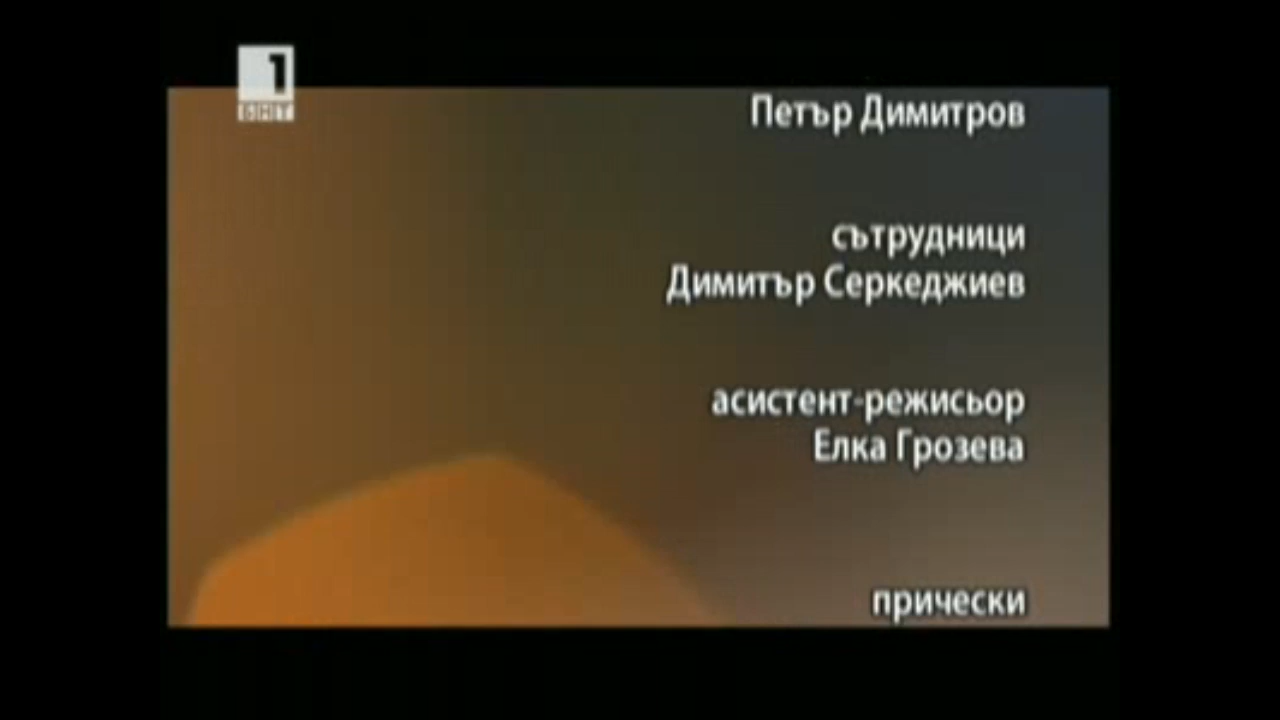 1
БНТ
Петър Димитров
сътрудници
Димитър Серкеджиев
асистент-режисьор
Елка Грозева
прически